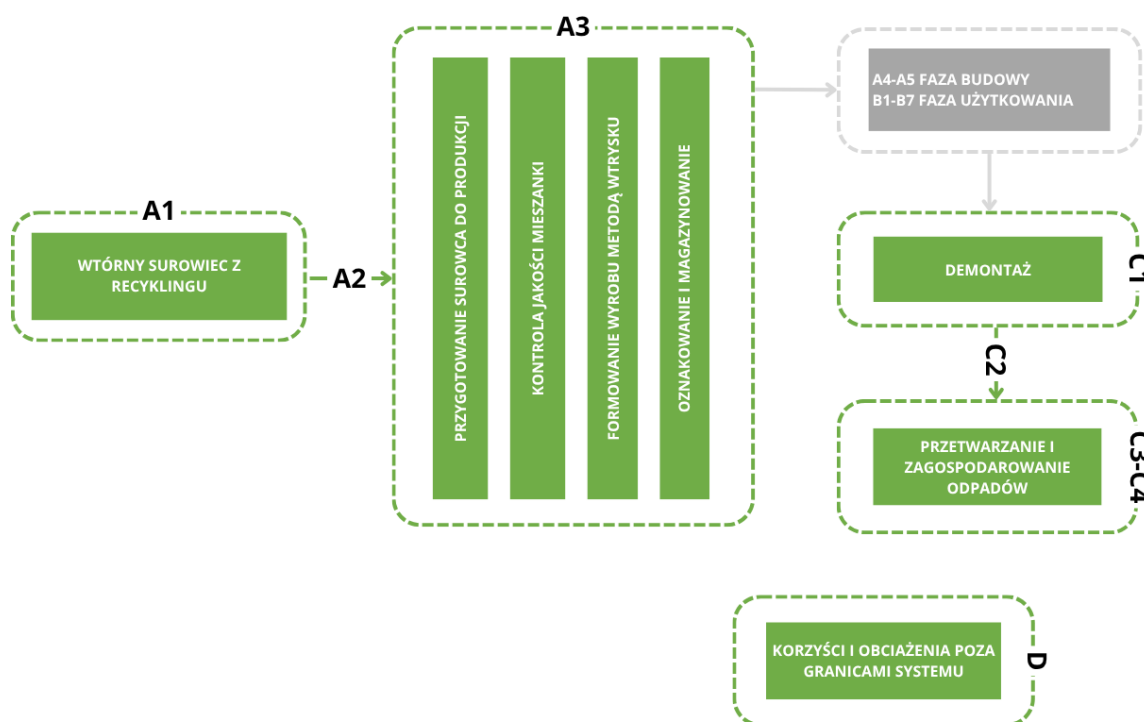 A3
A4-A5 FAZA BUDOWY
B1-B7 FAZA UŻYTKOWANIA
A1
WTÓRNY SUROWIEC Z
RECYKLINGU
A2
PRZYGOTOWANIE SUROWCA DO PRODUKCJI
KONTROLA JAKOŚCI MIESZANKI
FORMOWANIE WYROBU METODĄ WTRYSKU
OZNAKOWANIE I MAGAZYNOWANIE
DEMONTAŻ
C1
C2
PRZETWARZANIE I
ZAGOSPODAROWANIE
ODPADÓW
C3-C4
KORZYŚCI I OBCIAŻENIA POZA
GRANICAMI SYSTEMU
D